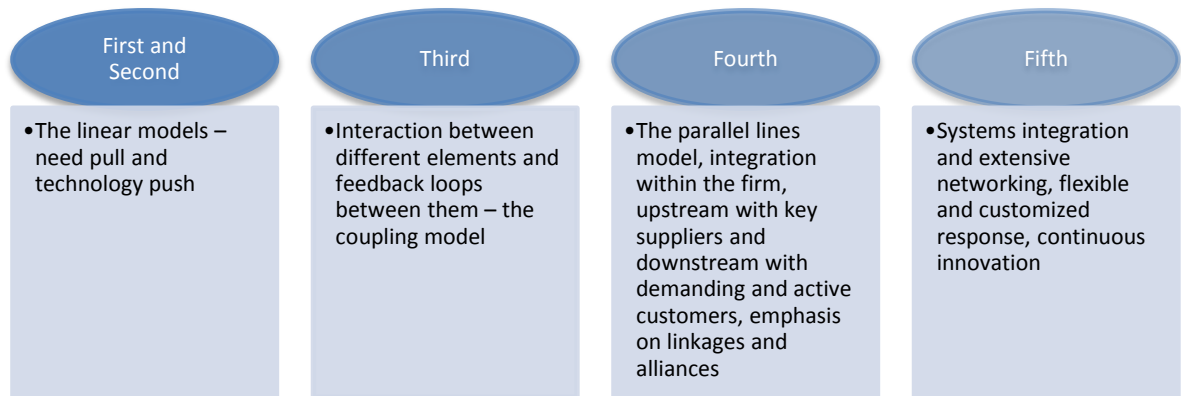 First and
Second
•The linear models –
need pull and
technology push
Third
•Interaction between
different elements and
feedback loops
between them – the
coupling model
Fourth
•The parallel lines
model, integration
within the firm,
upstream with key
suppliers and
downstream with
demanding and active
customers, emphasis
on linkages and
alliances
Fifth
•Systems integration
and extensive
networking, flexible
and customized
response, continuous
innovation